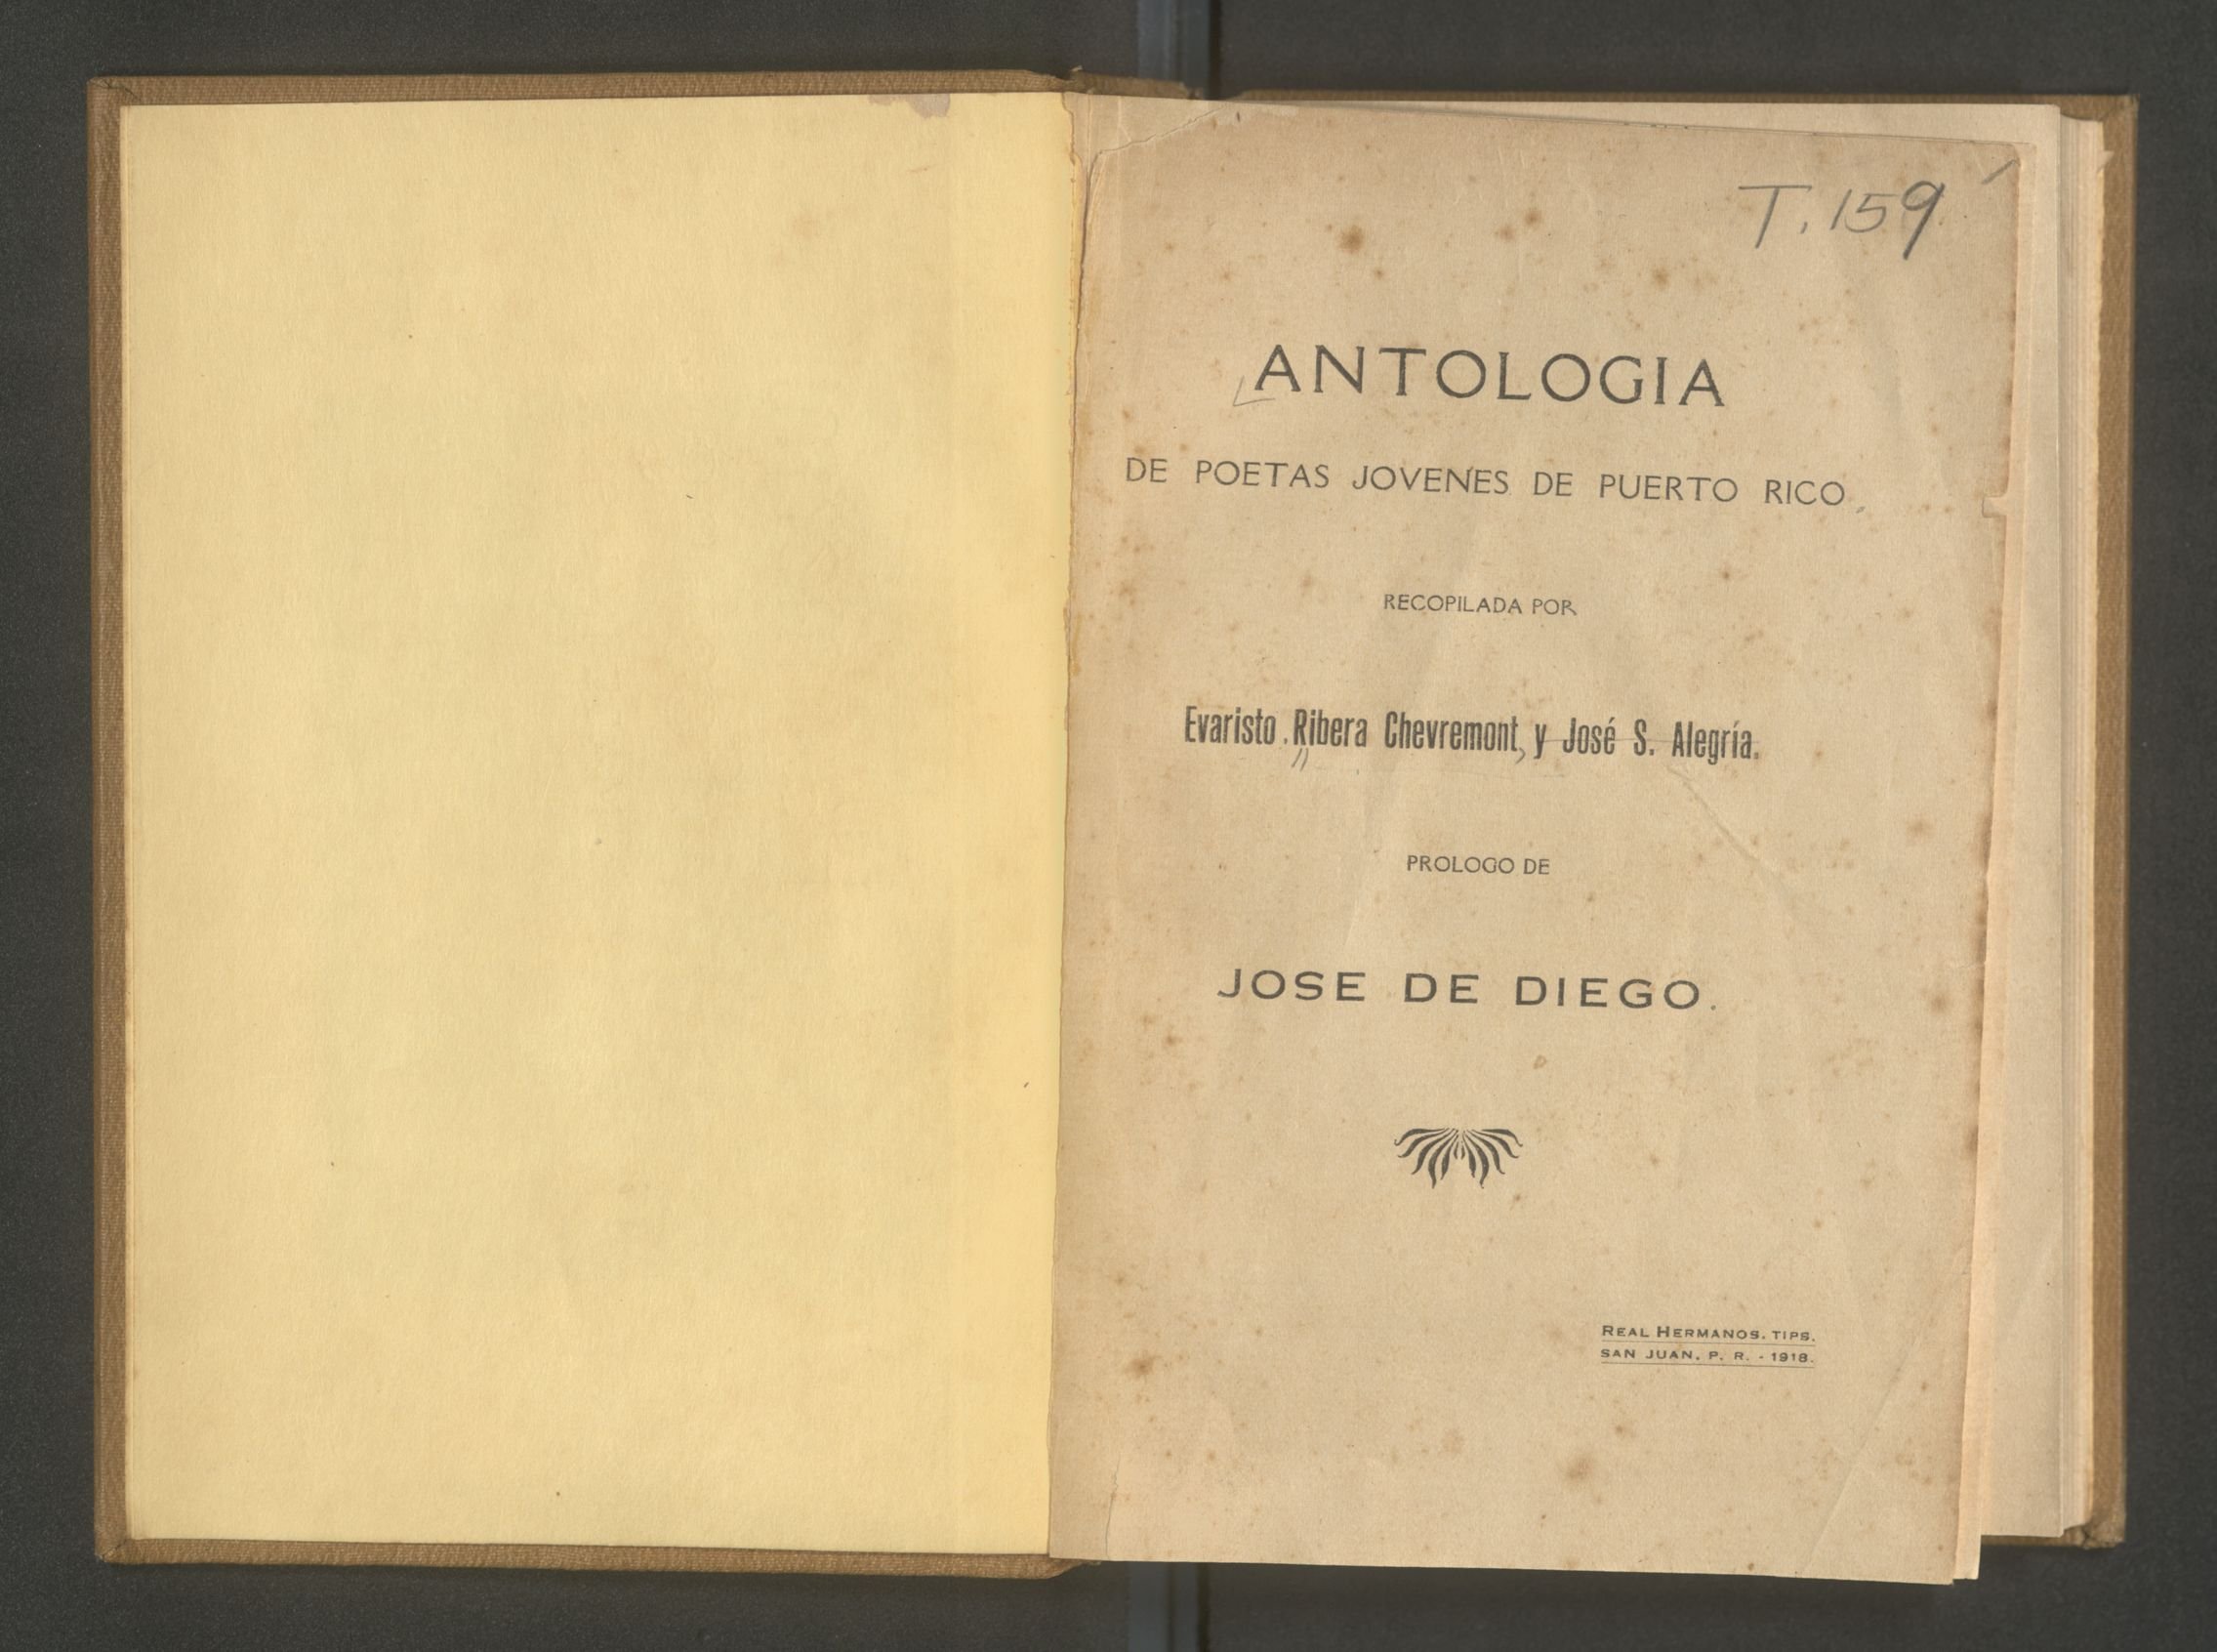 T. 159
ANTOLOGIA
DE POETAS JOVENES DE PUERTO RICO
RECOPILADA POR
Evaristo Ribera Chevremont, y José S. Alegría.
PROLOGO DE
JOSE DE DIEGO.
REAL HERMANOS. TIPS.
SAN JUAN, P. R. - 1918.